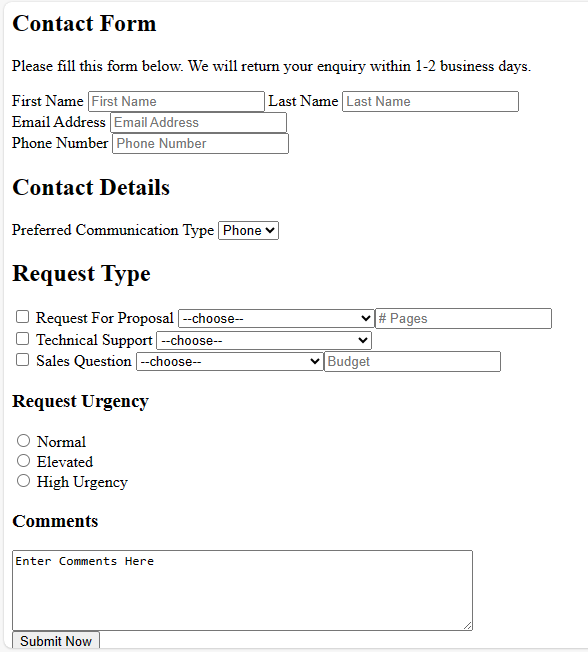 Contact Form
Please fill this form below. We will return your enquiry within 1-2 business days.
First Name First Name Last Name Last Name
Email Address Email Address
Phone Number Phone Number
Contact Details
Preferred Communication Type Phone
Request Type
Request For Proposal --choose-- # Pages
Technical Support --choose--
Sales Question --choose-- Budget
Request Urgency
Normal
Elevated
High Urgency
Comments
Enter Comments Here
Submit Now